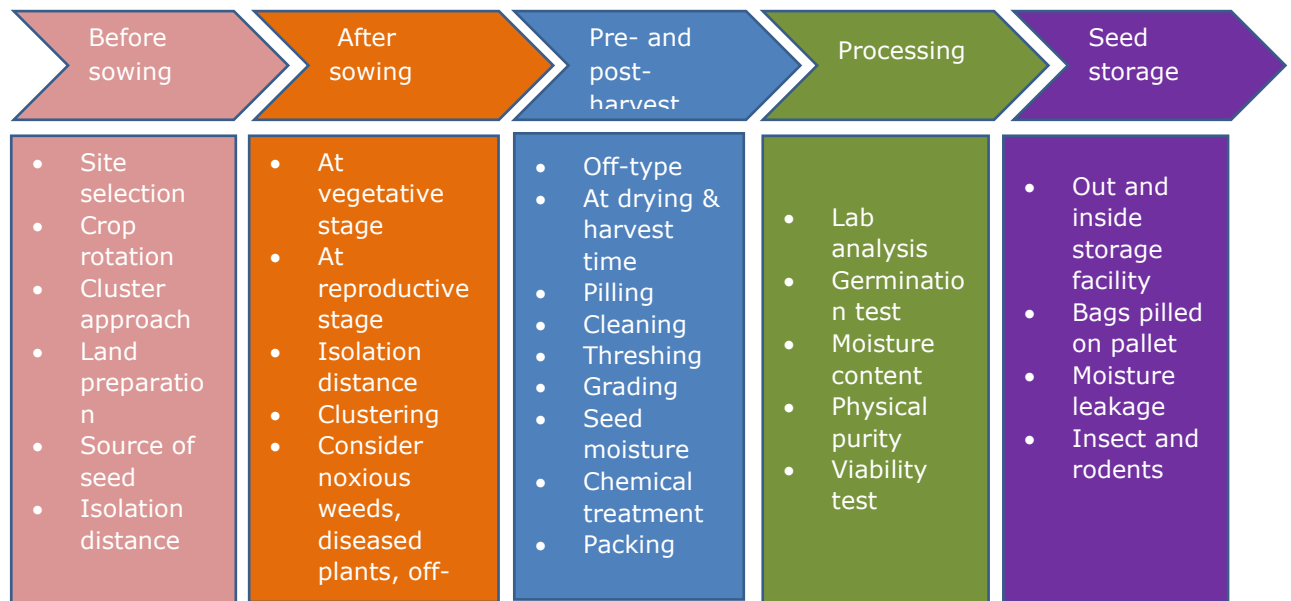 Before
sowing
After
sowing
Pre- and
post-
harvest
Processing
Seed
storage
• Site
selection
• Crop
rotation
• Cluster
approach
• Land
preparatio
n
• Source of
seed
• Isolation
distance
• At
vegetative
stage
• At
reproductive
stage
• Isolation
distance
• Clustering
• Consider
noxious
weeds,
diseased
plants, off-
• Off-type
• At drying &
harvest
time
• Pilling
• Cleaning
• Threshing
• Grading
• Seed
moisture
• Chemical
treatment
• Packing
• Lab
analysis
• Germinatio
n test
• Moisture
content
• Physical
purity
• Viability
test
• Out and
inside
storage
facility
• Bags pilled
on pallet
• Moisture
leakage
• Insect and
rodents